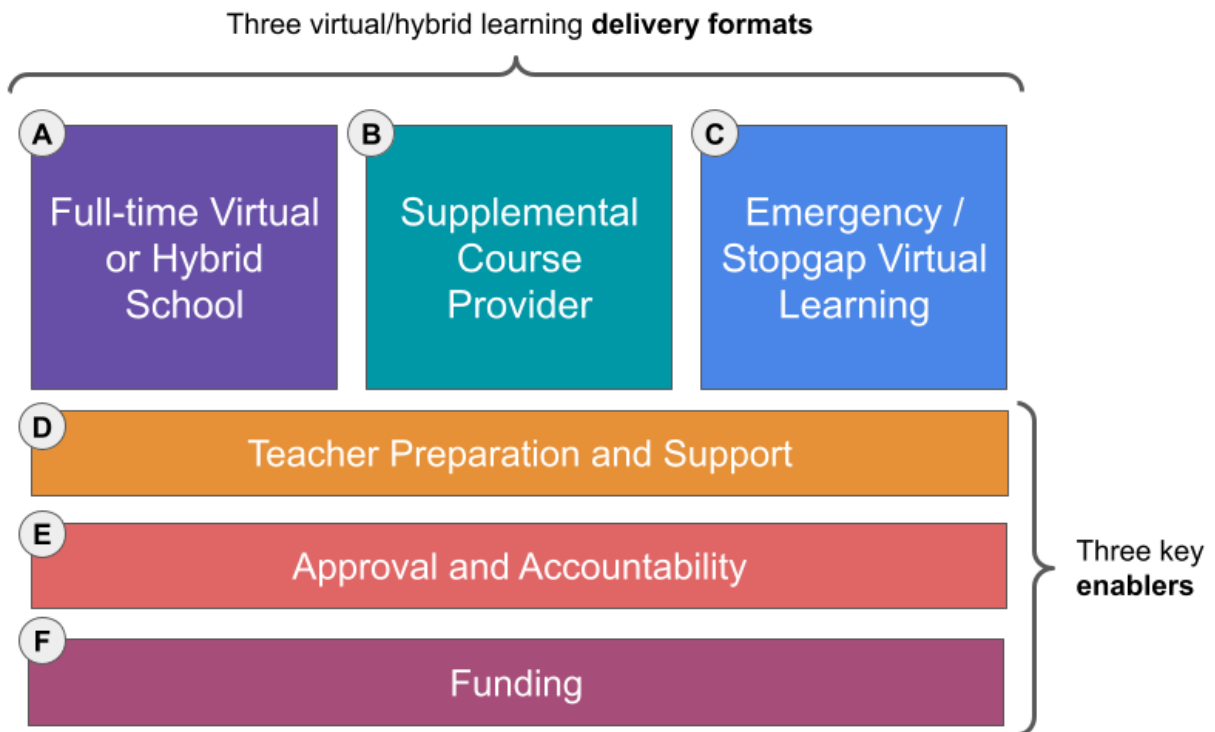 Three virtual/hybrid learning delivery formats
A
B
C
Full-time Virtual
or Hybrid
School
Supplemental
Course
Provider
Emergency /
Stopgap Virtual
Learning
D
Teacher Preparation and Support
E
Approval and Accountability
Three key
enablers
F
Funding